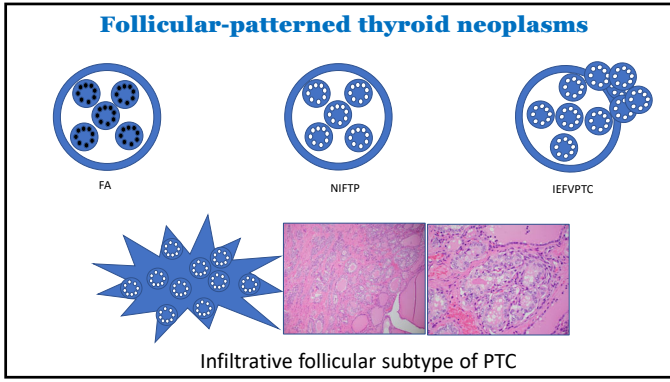 Follicular-patterned thyroid neoplasms
FA
NIFTP
IEFVPTC
Infiltrative follicular subtype of PTC